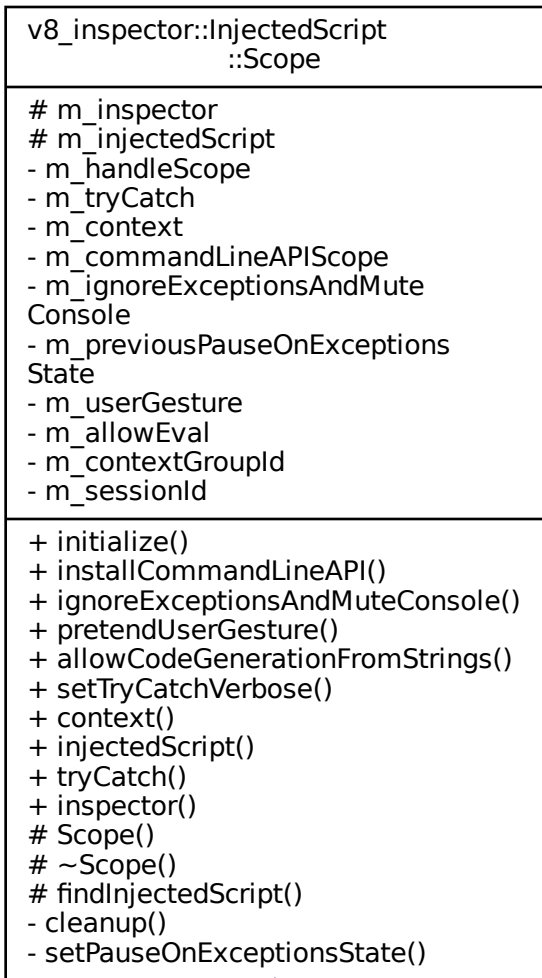 v8_inspector::InjectedScript
::Scope
# m_inspector
# m_injectedScript
- m_handleScope
- m_tryCatch
- m_context
- m_commandLineAPIScope
- m_ignoreExceptionsAndMute
Console
- m_previousPauseOnExceptions
State
- m_userGesture
- m_allowEval
- m_contextGroupId
- m_sessionId
+ initialize()
+ installCommandLineAPI()
+ ignoreExceptionsAndMuteConsole()
+ pretendUserGesture()
+ allowCodeGenerationFromStrings()
+ setTryCatchVerbose()
+ context()
+ injectedScript()
+ tryCatch()
+ inspector()
# Scope()
# ~Scope()
# findInjectedScript()
- cleanup()
- setPauseOnExceptionsState()